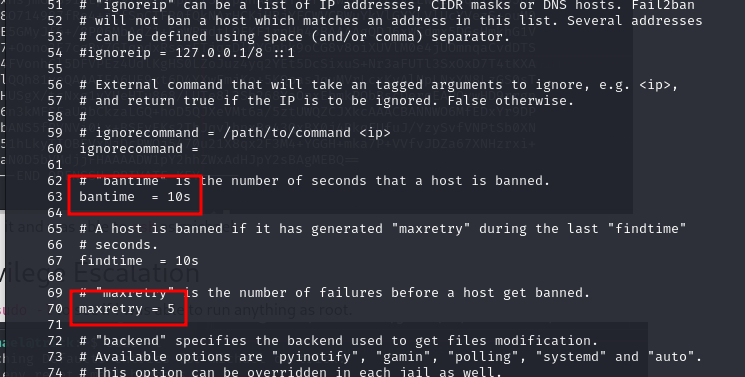 51 # "ignoreip" can be a list of IP addresses, CIDR masks or DNS hosts. Fail2ban
52 # will not ban a host which matches an address in this list. Several addresses
53 # can be defined using space (and/or comma) separator.
54 #ignoreip = 127.0.0.1/8 ::1
55
56 # External command that will take an tagged arguments to ignore, e.g. <ip>,
57 # and return true if the IP is to be ignored. False otherwise.
58 #
59 # ignorecommand = /path/to/command <ip>
60 ignorecommand =
61
62 # "bantime" is the number of seconds that a host is banned.
63 bantime  = 10s
64
65 # A host is banned if it has generated "maxretry" during the last "findtime"
66 # seconds.
67 findtime  = 10s
68
vilege Escalation
69 # "maxretry" is the number of failures before a host get banned.
70 maxretry = 5
to run anything as root.
71
72 # "backend" specifies the backend used to get files modification.
73 # Available options are "pyinotify", "gamin", "polling", "systemd" and "auto".
74 # This option can be overridden in each jail as well.